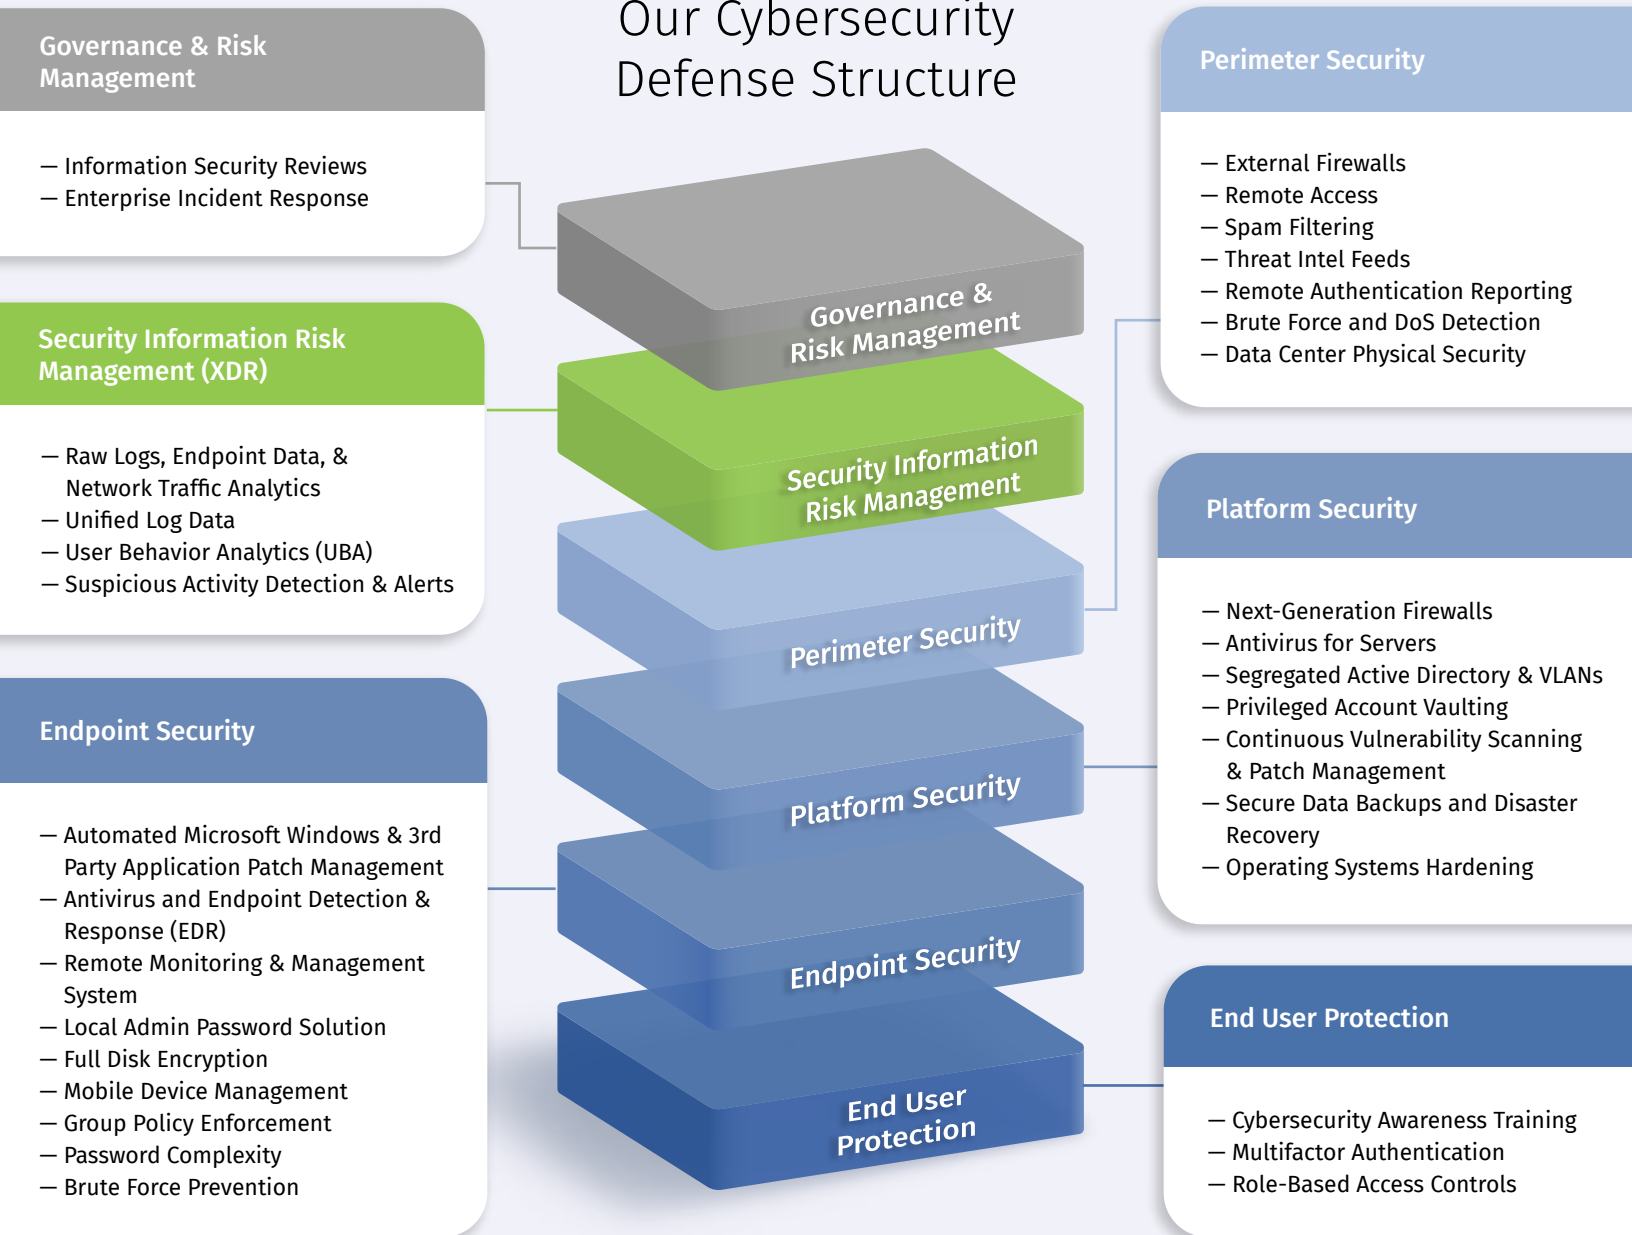 Our Cybersecurity
Defense Structure
Governance & Risk
Management
— Information Security Reviews
— Enterprise Incident Response
Security Information Risk
Management (XDR)
— Raw Logs, Endpoint Data, &
Network Traffic Analytics
— Unified Log Data
— User Behavior Analytics (UBA)
— Suspicious Activity Detection & Alerts
Endpoint Security
— Automated Microsoft Windows & 3rd
Party Application Patch Management
— Antivirus and Endpoint Detection &
Response (EDR)
— Remote Monitoring & Management
System
— Local Admin Password Solution
— Full Disk Encryption
— Mobile Device Management
— Group Policy Enforcement
— Password Complexity
— Brute Force Prevention
Governance &
Risk Management
Security Information
Risk Management
Perimeter Security
Platform Security
Endpoint Security
End User
Protection
Perimeter Security
— External Firewalls
— Remote Access
— Spam Filtering
— Threat Intel Feeds
— Remote Authentication Reporting
— Brute Force and DoS Detection
— Data Center Physical Security
Platform Security
— Next-Generation Firewalls
— Antivirus for Servers
— Segregated Active Directory & VLANs
— Privileged Account Vaulting
— Continuous Vulnerability Scanning
& Patch Management
— Secure Data Backups and Disaster
Recovery
— Operating Systems Hardening
End User Protection
— Cybersecurity Awareness Training
— Multifactor Authentication
— Role-Based Access Controls